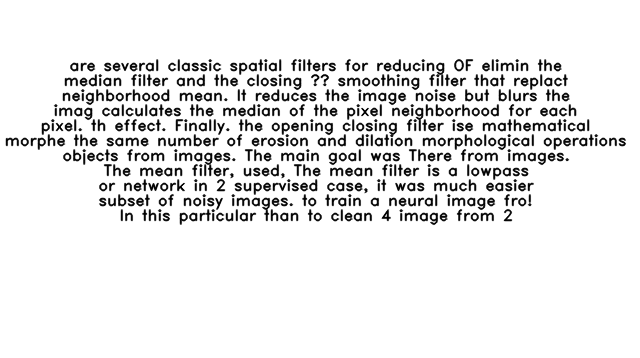 are several classic spatial filters for reducing OF elimin the
median filter and the closing ?? smoothing filter that replact
neighborhood mean. It reduces the image noise but blurs the
imag calculates the median of the pixel neighborhood for each
pixel. th effect. Finally. the opening closing filter ise mathematical
morphe the same number of erosion and dilation morphological operations
objects from images. The main goal was There from images.
The mean filter, used, The mean filter is a lowpass
or network in 2 supervised case, it was much easier
subset of noisy images. to train a neural image fro!
In this particular than to clean 4 image from 2